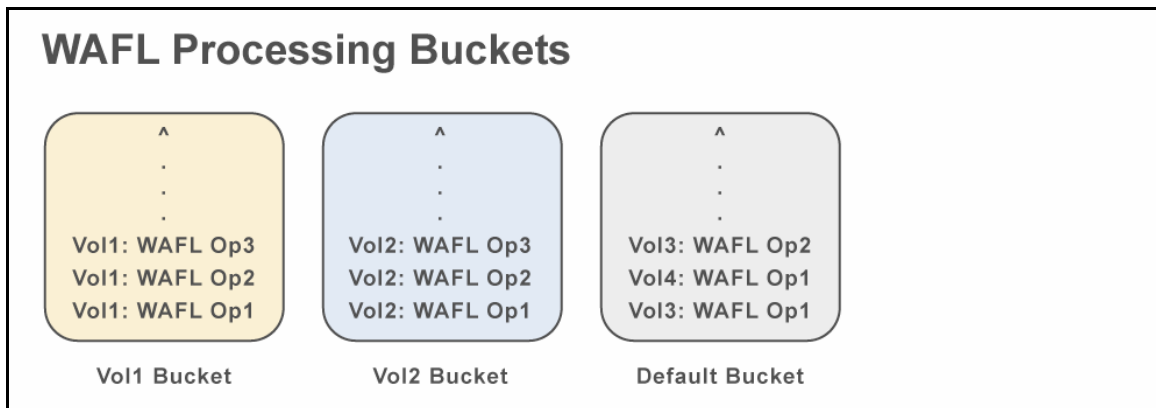 WAFL Processing Buckets
^
.
.
.
Vol1: WAFL Op3
Vol1: WAFL Op2
Vol1: WAFL Op1
Vol1 Bucket
^
.
.
.
Vol2: WAFL Op3
Vol2: WAFL Op2
Vol2: WAFL Op1
Vol2 Bucket
^
.
.
.
Vol3: WAFL Op2
Vol4: WAFL Op1
Vol3: WAFL Op1
Default Bucket